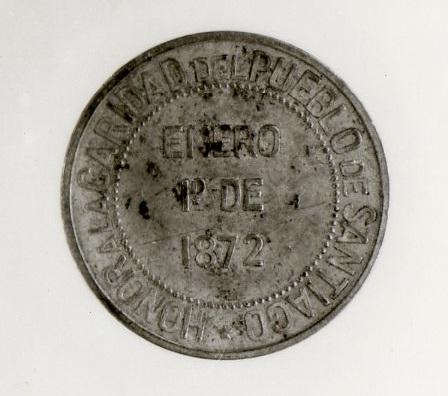 HONOR A LA CARIDAD DEL PUEBLO DE SANTIAGO
ENERO
1º DE
1872